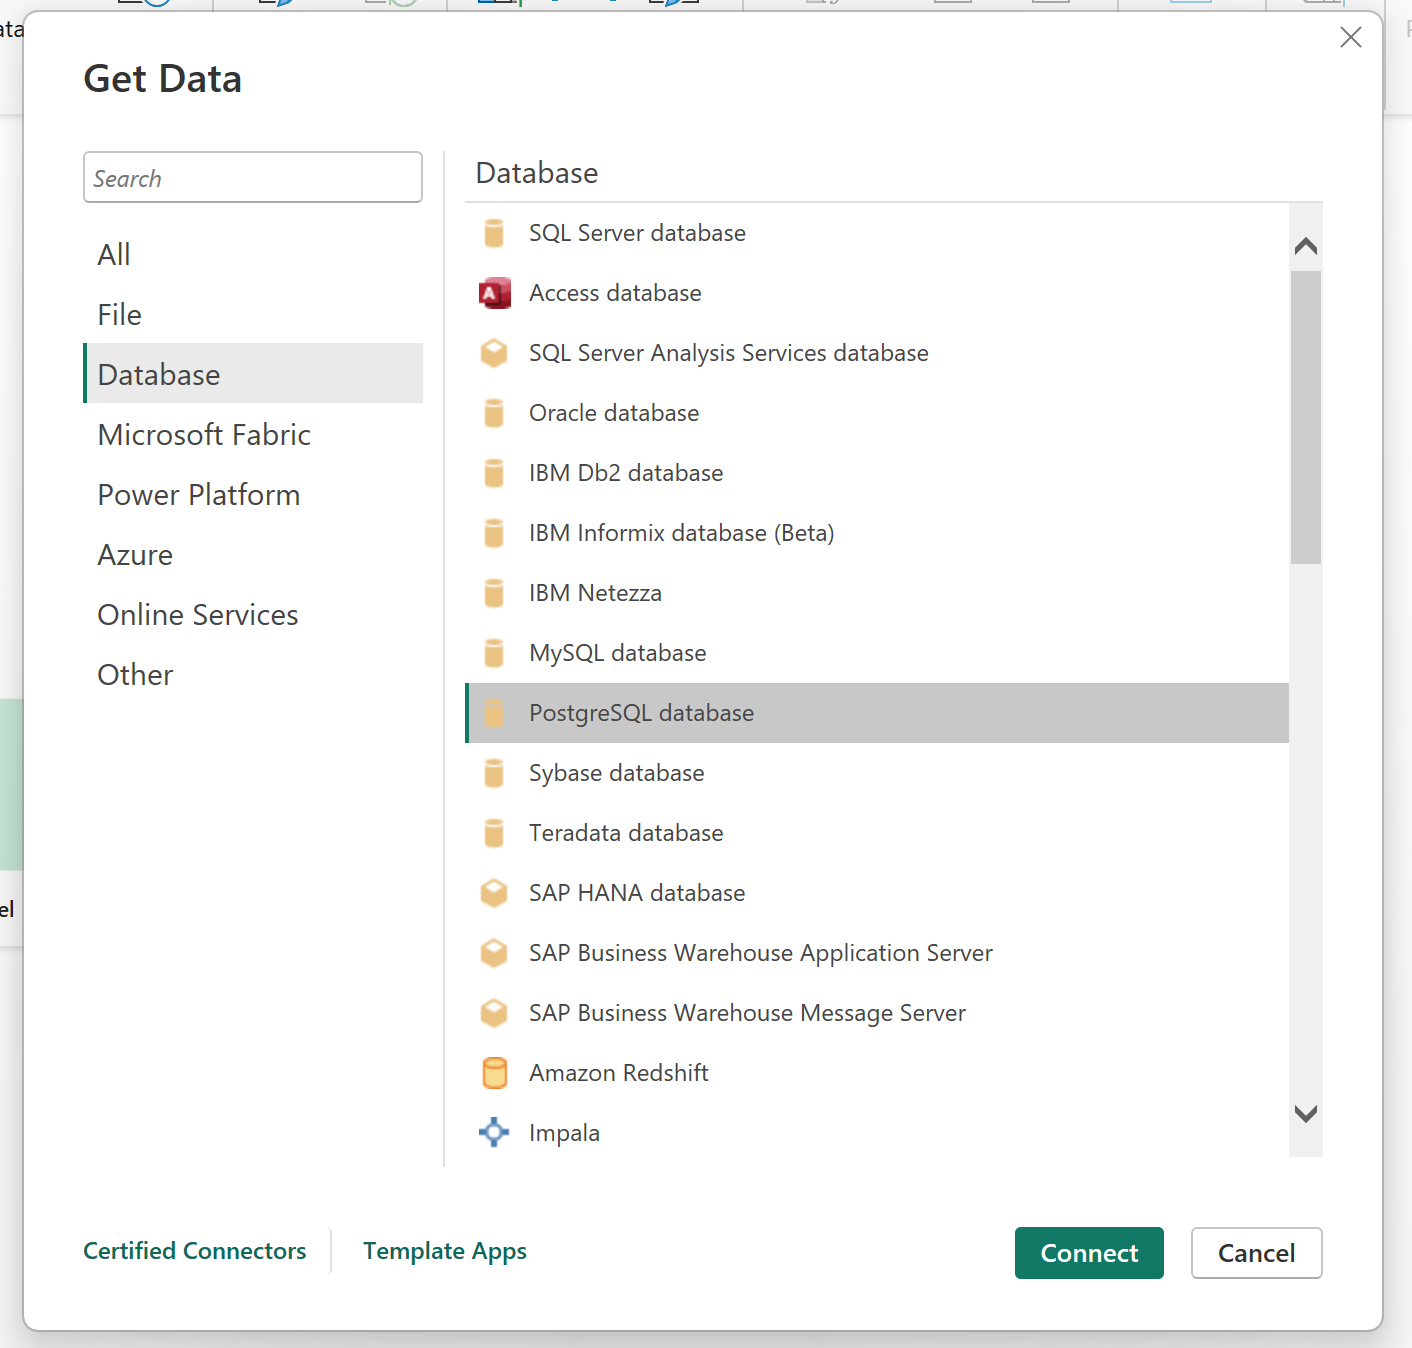 Get Data
Search
All
File
Database
Microsoft Fabric
Power Platform
Azure
Online Services
Other
Database
SQL Server database
Access database
SQL Server Analysis Services database
Oracle database
IBM Db2 database
IBM Informix database (Beta)
IBM Netezza
MySQL database
PostgreSQL database
Sybase database
Teradata database
SAP HANA database
SAP Business Warehouse Application Server
SAP Business Warehouse Message Server
Amazon Redshift
Impala
Certified Connectors
Template Apps
Connect
Cancel